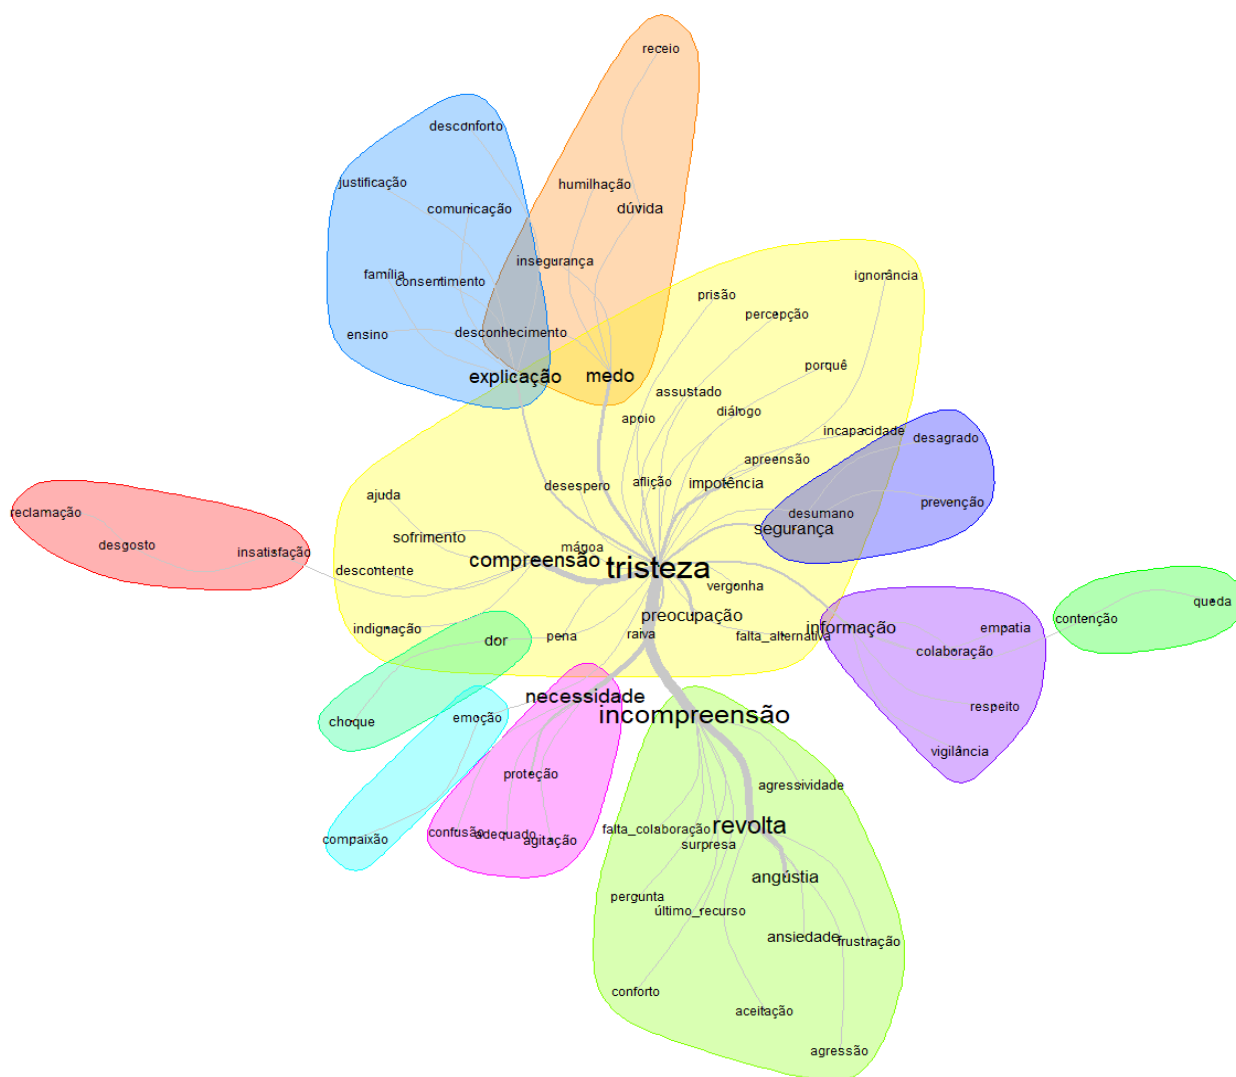 receio
desconforto
justificação
humilhação
comunicação
dúvida
insegurança
família
consentimento
ignorância
prisão
percepção
ensino
desconhecimento
explicação
medo
porquê
assustado
diálogo
apoio
incapacidade
desagrado
apreensão
aflição
impotência
desespero
ajuda
prevenção
reclamação
desumano
segurança
sofrimento
desgosto
insatisfação
mágoa
compreensão
tristeza
descontente
vergonha
queda
preocupação
contenção
indignação
informação
empatia
raiva
falta_alternativa
pena
dor
colaboração
necessidade
respeito
incompreensão
emoção
choque
vigilância
proteção
agressividade
revolta
falta_colaboração
confusão
adequado
agitação
compaixão
surpresa
angústia
pergunta
último_recurso
ansiedade
frustração
conforto
aceitação
agressão